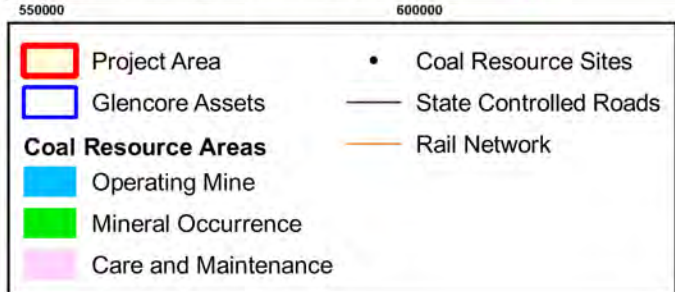 550000 600000
Project Area
Glencore Assets
Coal Resource Areas
Operating Mine
Mineral Occurrence
Care and Maintenance
Coal Resource Sites
State Controlled Roads
Rail Network